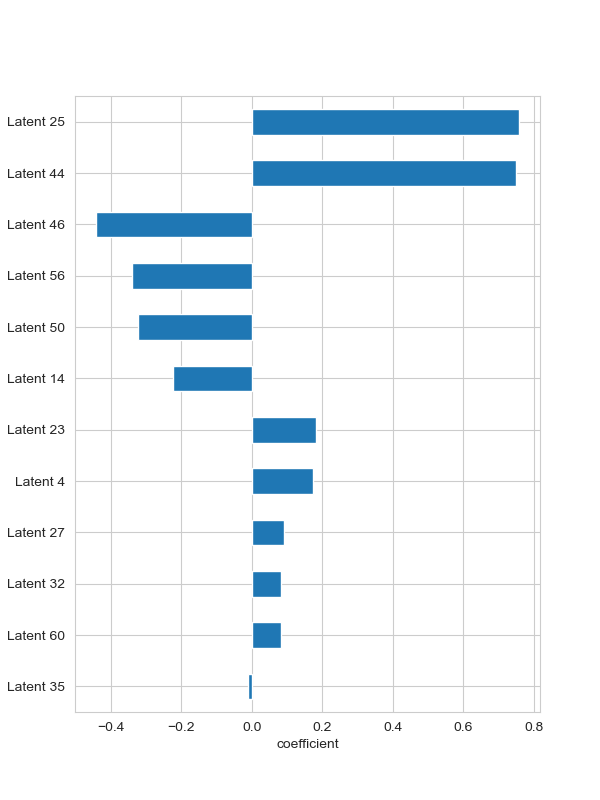 Latent 25
Latent 44
Latent 46
Latent 56
Latent 50
Latent 14
Latent 23
Latent 4
Latent 27
Latent 32
Latent 60
Latent 35
−0.4 −0.2 0.0 0.2 0.4 0.6 0.8
coefficient